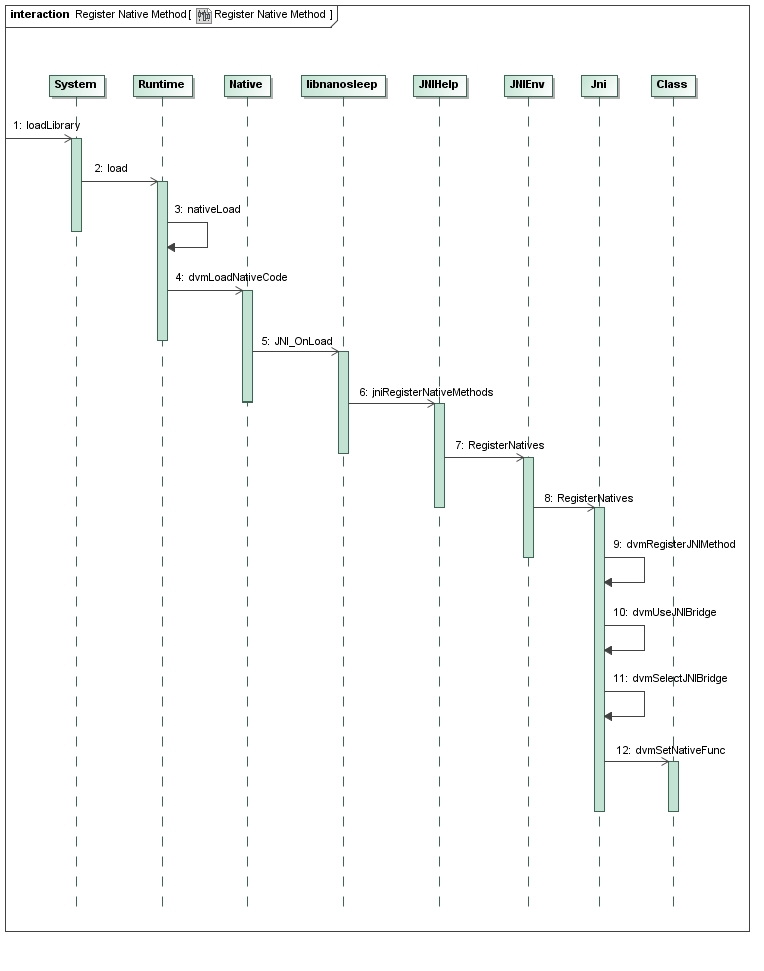 interaction Register Native Method[ Register Native Method ]
System Runtime Native libnanosleep JNIHelp JNIEnv Jni Class
1: loadLibrary
2: load
3: nativeLoad
4: dvmLoadNativeCode
5: JNI_OnLoad
6: jniRegisterNativeMethods
7: RegisterNatives
8: RegisterNatives
9: dvmRegisterJNIMethod
10: dvmUseJNIBridge
11: dvmSelectJNIBridge
12: dvmSetNativeFunc